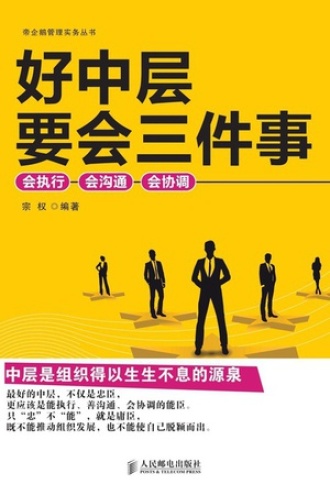 帝企鹅管理实务丛书
好中层
要会三件事
会执行 会沟通 会协调
宗 权 ◎ 编著
中层是组织得以生生不息的源泉
最好的中层，不仅是忠臣，
更应该是能执行、善沟通、会协调的能臣。
只“忠”不“能”，就是庸臣，
既不能推动组织发展，也不能使自己脱颖而出。
人民邮电出版社